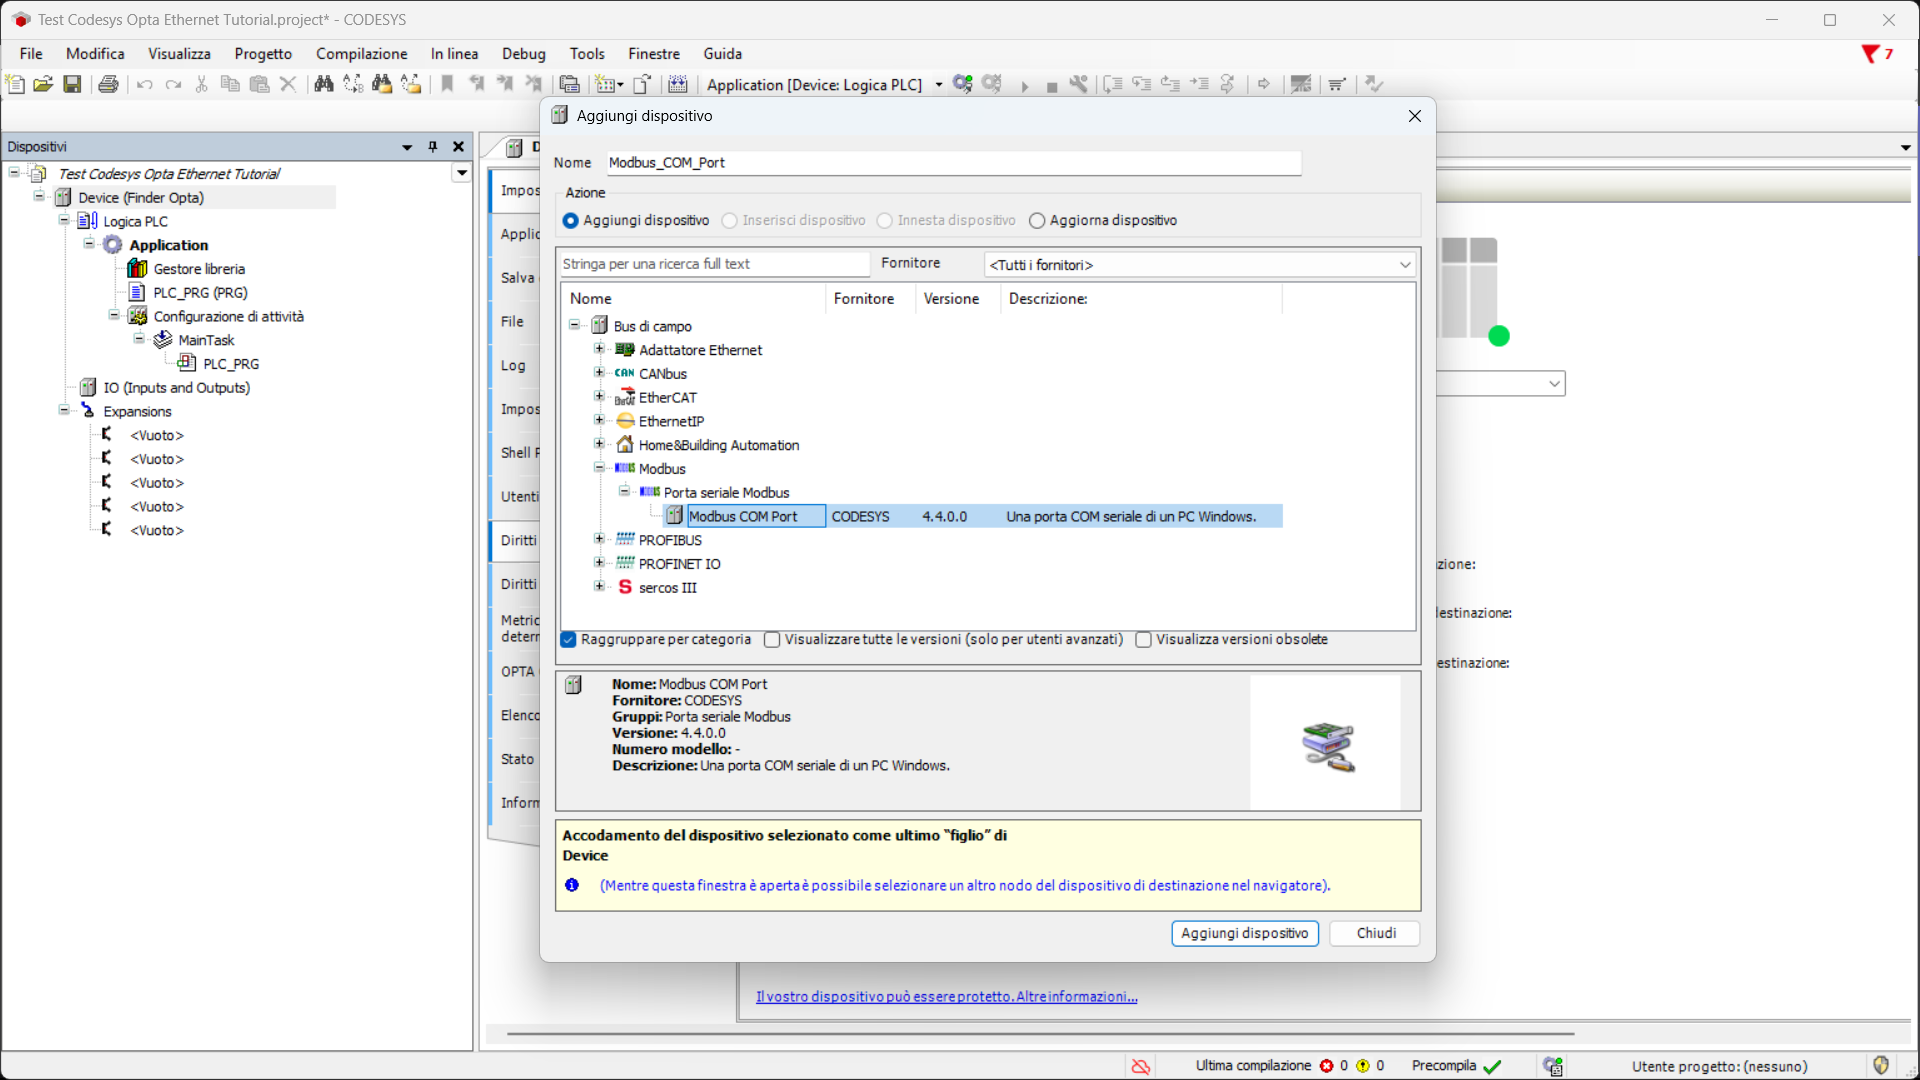 Test Codesys Opta Ethernet Tutorial.project* - CODESYS
File Modifica Visualizza Progetto Compilazione In linea Debug Tools Finestre Guida
7
Application [Device: Logica PLC]
Dispositivi
Test Codesys Opta Ethernet Tutorial
Device (Finder Opta)
Logica PLC
Application
Gestore libreria
PLC_PRG (PRG)
Configurazione di attività
MainTask
PLC_PRG
IO (Inputs and Outputs)
Expansions
<Vuoto>
<Vuoto>
<Vuoto>
<Vuoto>
<Vuoto>
D
Impos
Applic
Salva
File
Log
Impos
Shell F
Utenti
Diritti
Diritti
Metric
determ
OPTA
Elenco
Stato
Inform
Aggiungi dispositivo
Nome Modbus_COM_Port
Azione
Aggiungi dispositivo Inserisci dispositivo Innesta dispositivo Aggiorna dispositivo
Stringa per una ricerca full text Fornitore <Tutti i fornitori>
Nome Fornitore Versione Descrizione:
Bus di campo
Adattatore Ethernet
CAN CANbus
EtherCAT
EthernetIP
Home&Building Automation
Modbus
Porta seriale Modbus
Modbus COM Port CODESYS 4.4.0.0 Una porta COM seriale di un PC Windows.
PROFIBUS
PROFINET IO
S sercos III
Raggruppare per categoria Visualizzare tutte le versioni (solo per utenti avanzati) Visualizza versioni obsolete
Nome: Modbus COM Port
Fornitore: CODESYS
Gruppi: Porta seriale Modbus
Versione: 4.4.0.0
Numero modello: -
Descrizione: Una porta COM seriale di un PC Windows.
Accodamento del dispositivo selezionato come ultimo “figlio” di
Device
(Mentre questa finestra è aperta è possibile selezionare un altro nodo del dispositivo di destinazione nel navigatore).
Aggiungi dispositivo Chiudi
zione:
destinazione:
estinazione:
Il vostro dispositivo può essere protetto. Altre informazioni...
Ultima compilazione 0 0 Precompila Utente progetto: (nessuno)